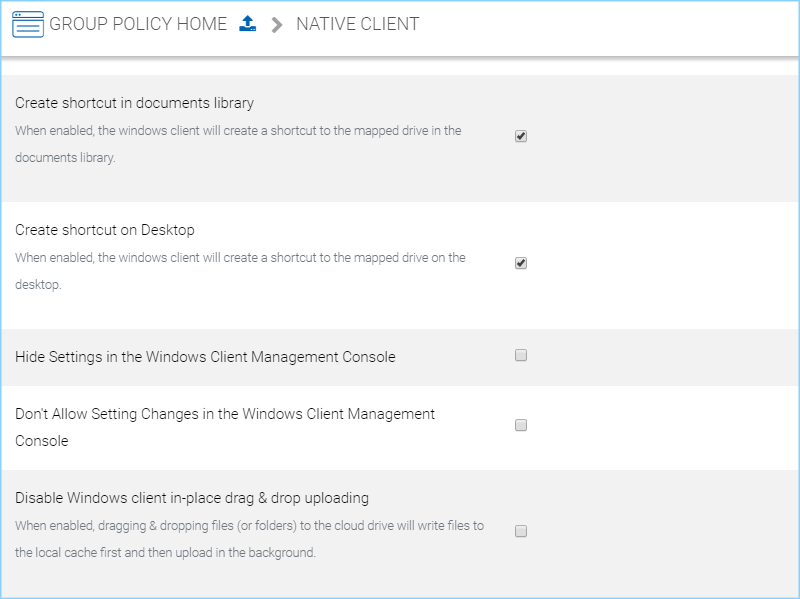 GROUP POLICY HOME NATIVE CLIENT
Create shortcut in documents library
When enabled, the windows client will create a shortcut to the mapped drive in the
documents library.
Create shortcut on Desktop
When enabled, the windows client will create a shortcut to the mapped drive on the
desktop.
Hide Settings in the Windows Client Management Console
Don't Allow Setting Changes in the Windows Client Management
Console
Disable Windows client in-place drag & drop uploading
When enabled, dragging & dropping files (or folders) to the cloud drive will write files to
the local cache first and then upload in the background.